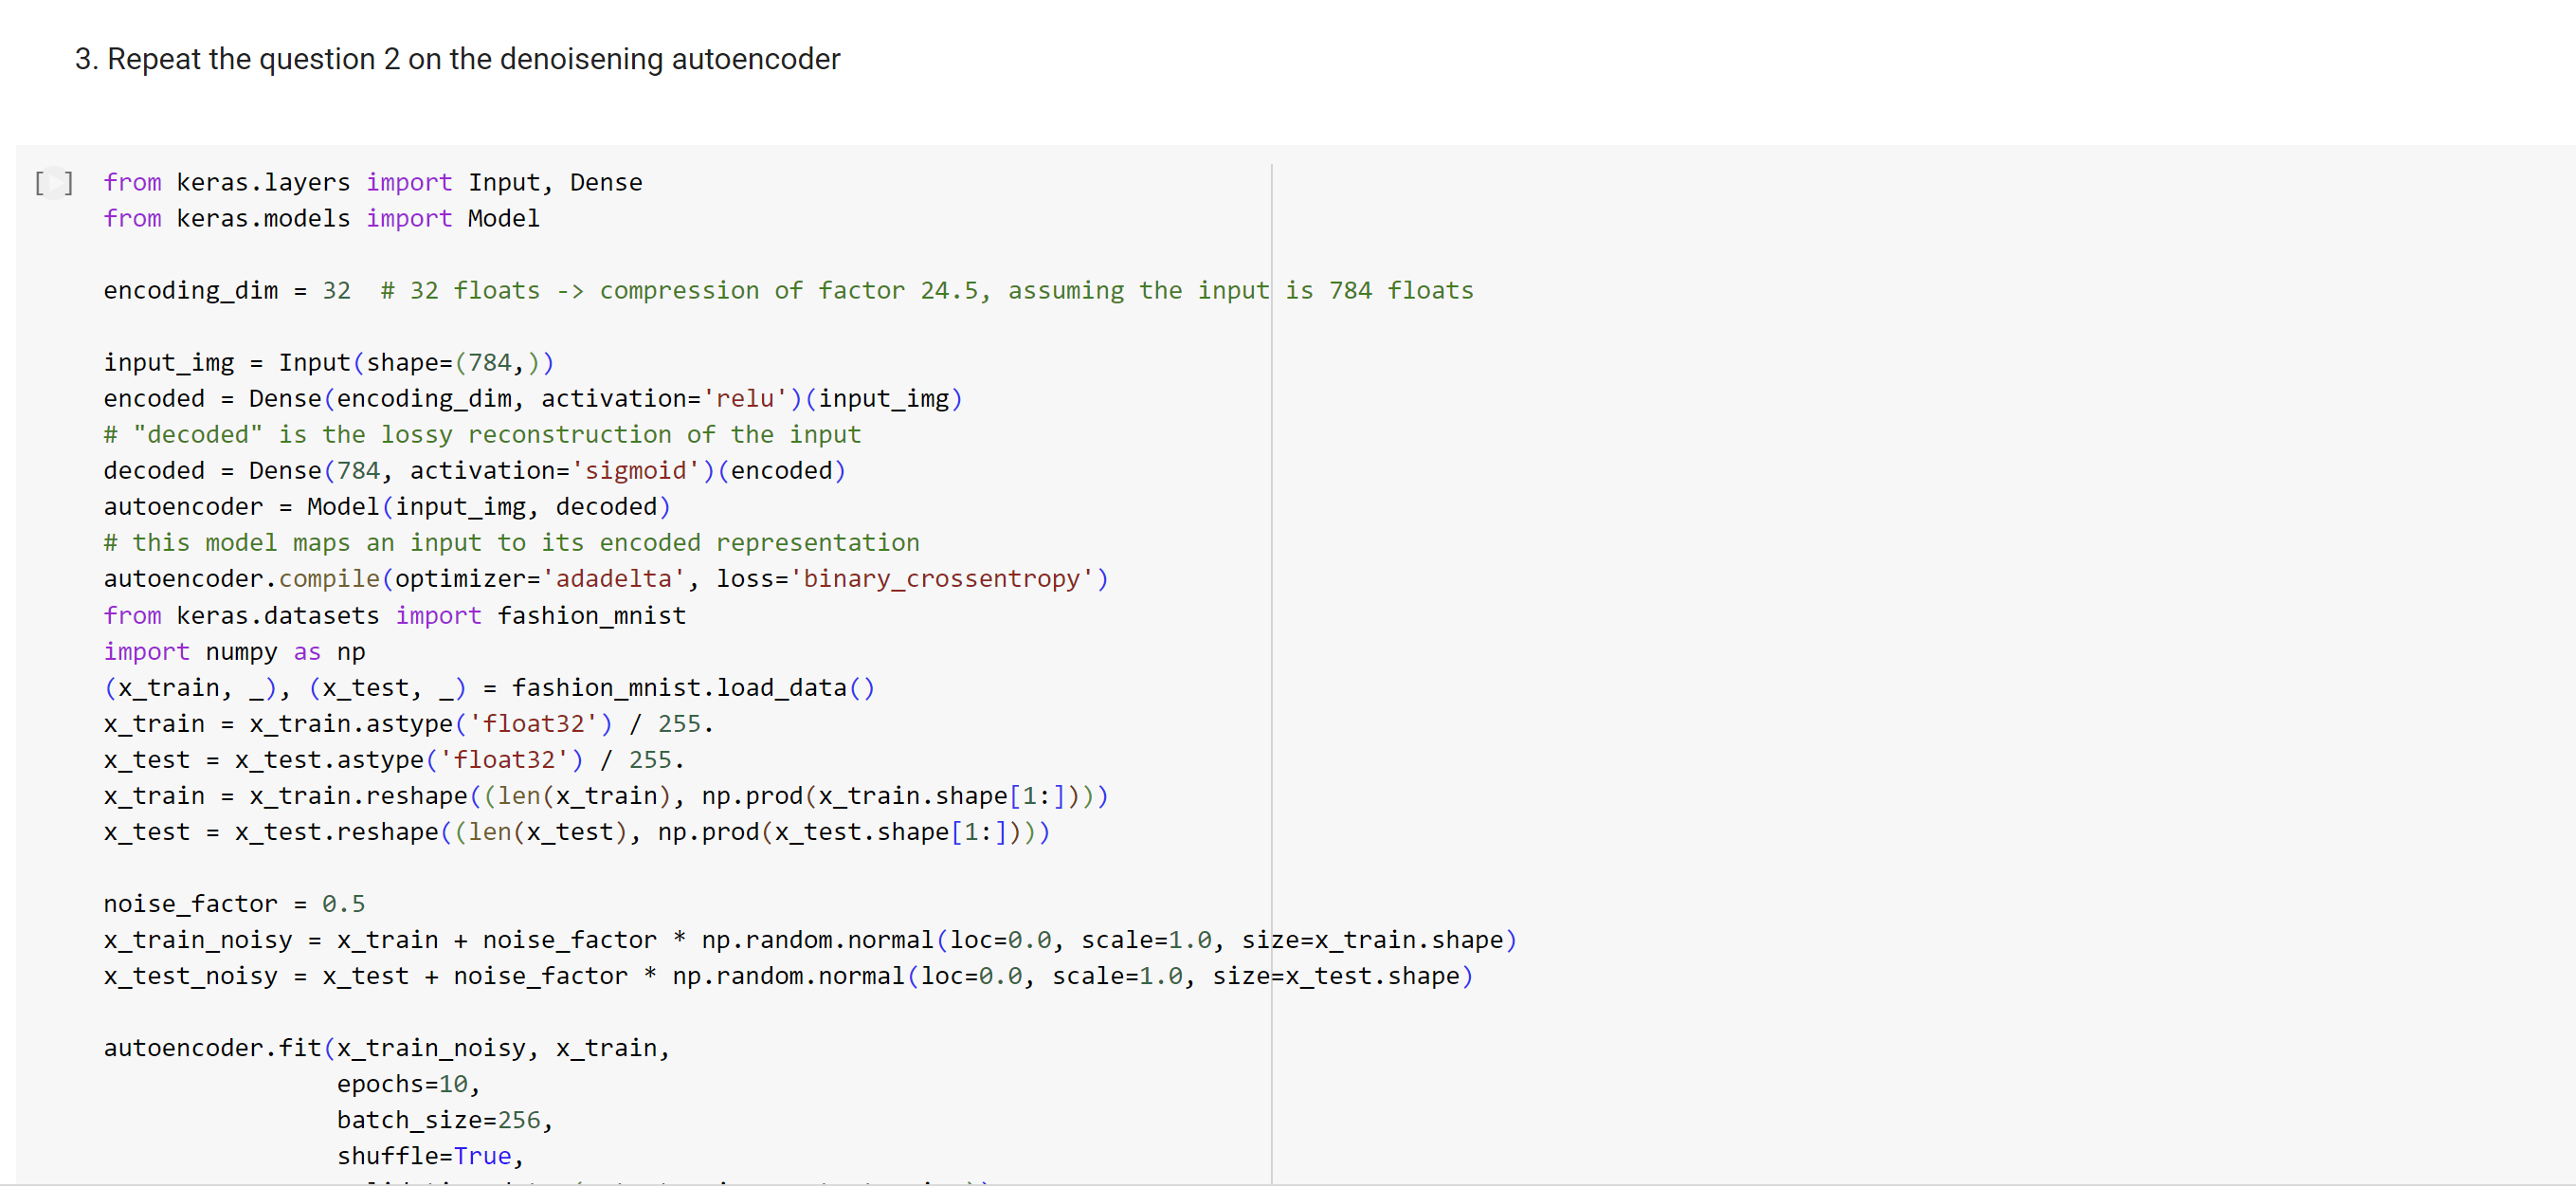 3. Repeat the question 2 on the denoisening autoencoder
[ ] from keras.layers import Input, Dense
from keras.models import Model
encoding_dim = 32  # 32 floats -> compression of factor 24.5, assuming the input is 784 floats
input_img = Input(shape=(784,))
encoded = Dense(encoding_dim, activation='relu')(input_img)
# "decoded" is the lossy reconstruction of the input
decoded = Dense(784, activation='sigmoid')(encoded)
autoencoder = Model(input_img, decoded)
# this model maps an input to its encoded representation
autoencoder.compile(optimizer='adadelta', loss='binary_crossentropy')
from keras.datasets import fashion_mnist
import numpy as np
(x_train, _), (x_test, _) = fashion_mnist.load_data()
x_train = x_train.astype('float32') / 255.
x_test = x_test.astype('float32') / 255.
x_train = x_train.reshape((len(x_train), np.prod(x_train.shape[1:])))
x_test = x_test.reshape((len(x_test), np.prod(x_test.shape[1:])))
noise_factor = 0.5
x_train_noisy = x_train + noise_factor * np.random.normal(loc=0.0, scale=1.0, size=x_train.shape)
x_test_noisy = x_test + noise_factor * np.random.normal(loc=0.0, scale=1.0, size=x_test.shape)
autoencoder.fit(x_train_noisy, x_train,
epochs=10,
batch_size=256,
shuffle=True,